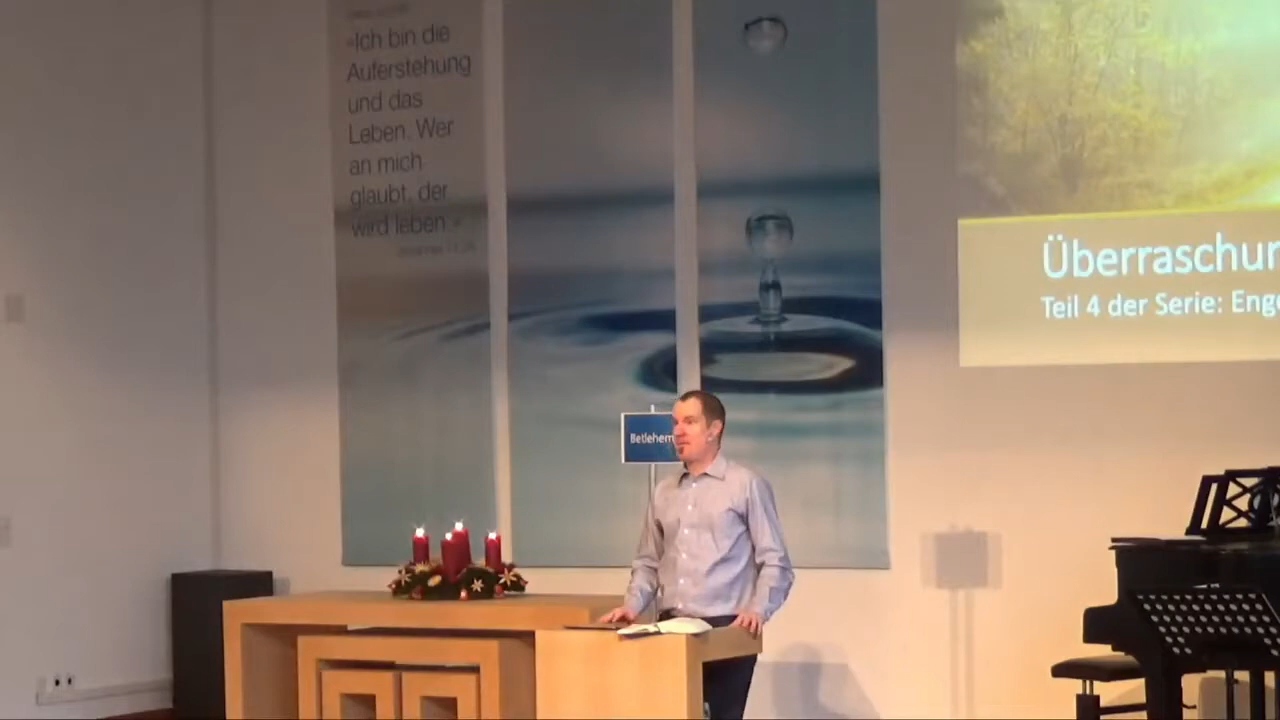 »Ich bin die
Auferstehung
und das
Leben. Wer
an mich
glaubt, der
wird leben.«
Betlehem
Überraschun
Teil 4 der Serie: Enge